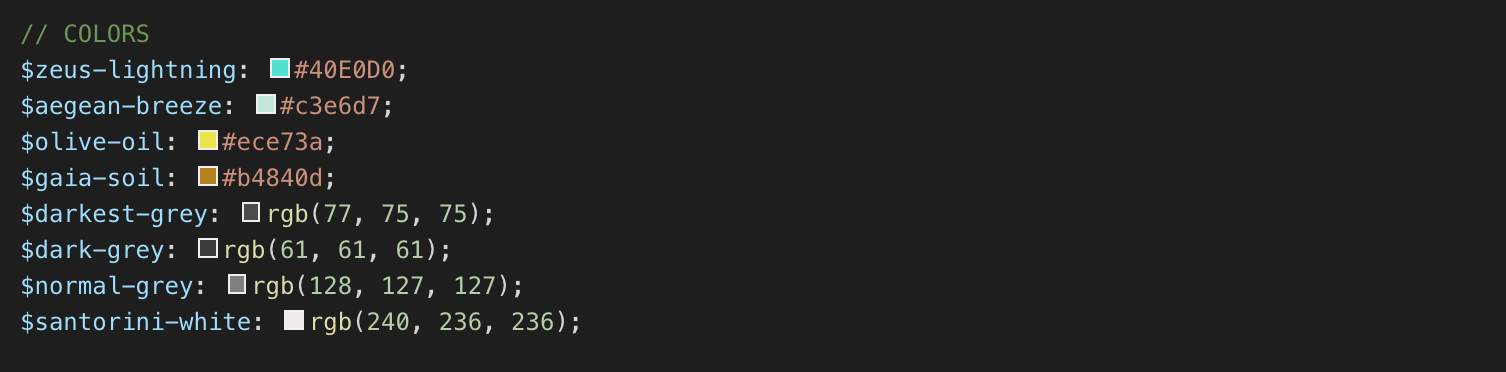 // COLORS
$zeus-lightning: #40E0D0;
$aegean-breeze: #c3e6d7;
$olive-oil: #ece73a;
$gaia-soil: #b4840d;
$darkest-grey: rgb(77, 75, 75);
$dark-grey: rgb(61, 61, 61);
$normal-grey: rgb(128, 127, 127);
$santorini-white: rgb(240, 236, 236);